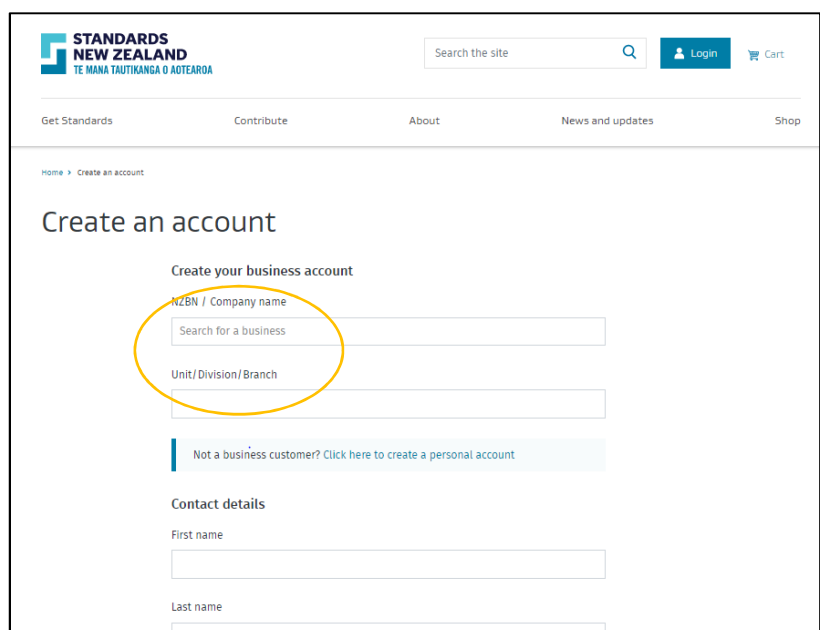 STANDARDS
NEW ZEALAND
TE MANA TAUTIKANGA O AOTEAROA
Search the site
Login
Cart
Get Standards
Contribute
About
News and updates
Shop
Home > Create an account
Create an account
Create your business account
NZBN / Company name
Search for a business
Unit/Division/Branch
Not a business customer? Click here to create a personal account
Contact details
First name
Last name